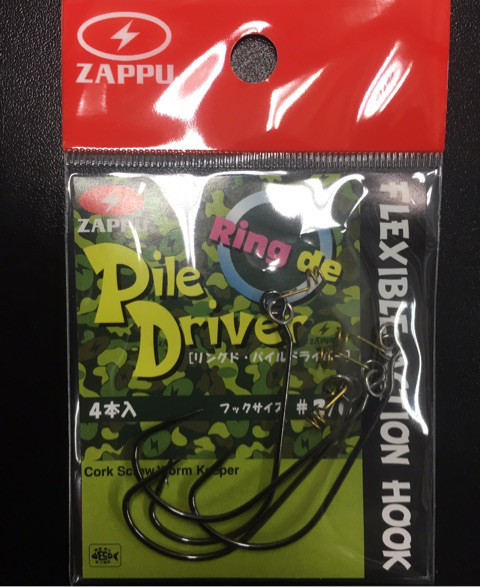 ZAPPU
ZAPPU
Ring de
Pile
Driver
[リングド・パイルドライバー]
4本入
フックサイズ
Cork Screw Worm Keeper
FLEXIBLE ACTION HOOK